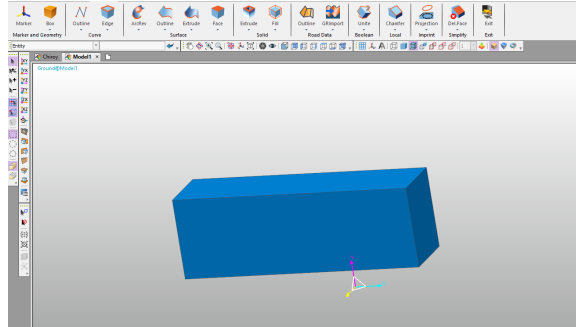 Marker Box Outline Edge ArcRev Outline Extrude Face Extrude Fill Outline GRImport Unite Chamfer Projection Del.Face Exit
Marker and Geometry Curve Surface Solid Road Data Boolean Local Imprint Simplify Exit
Entity
Chirey Model1
Ground@Model1